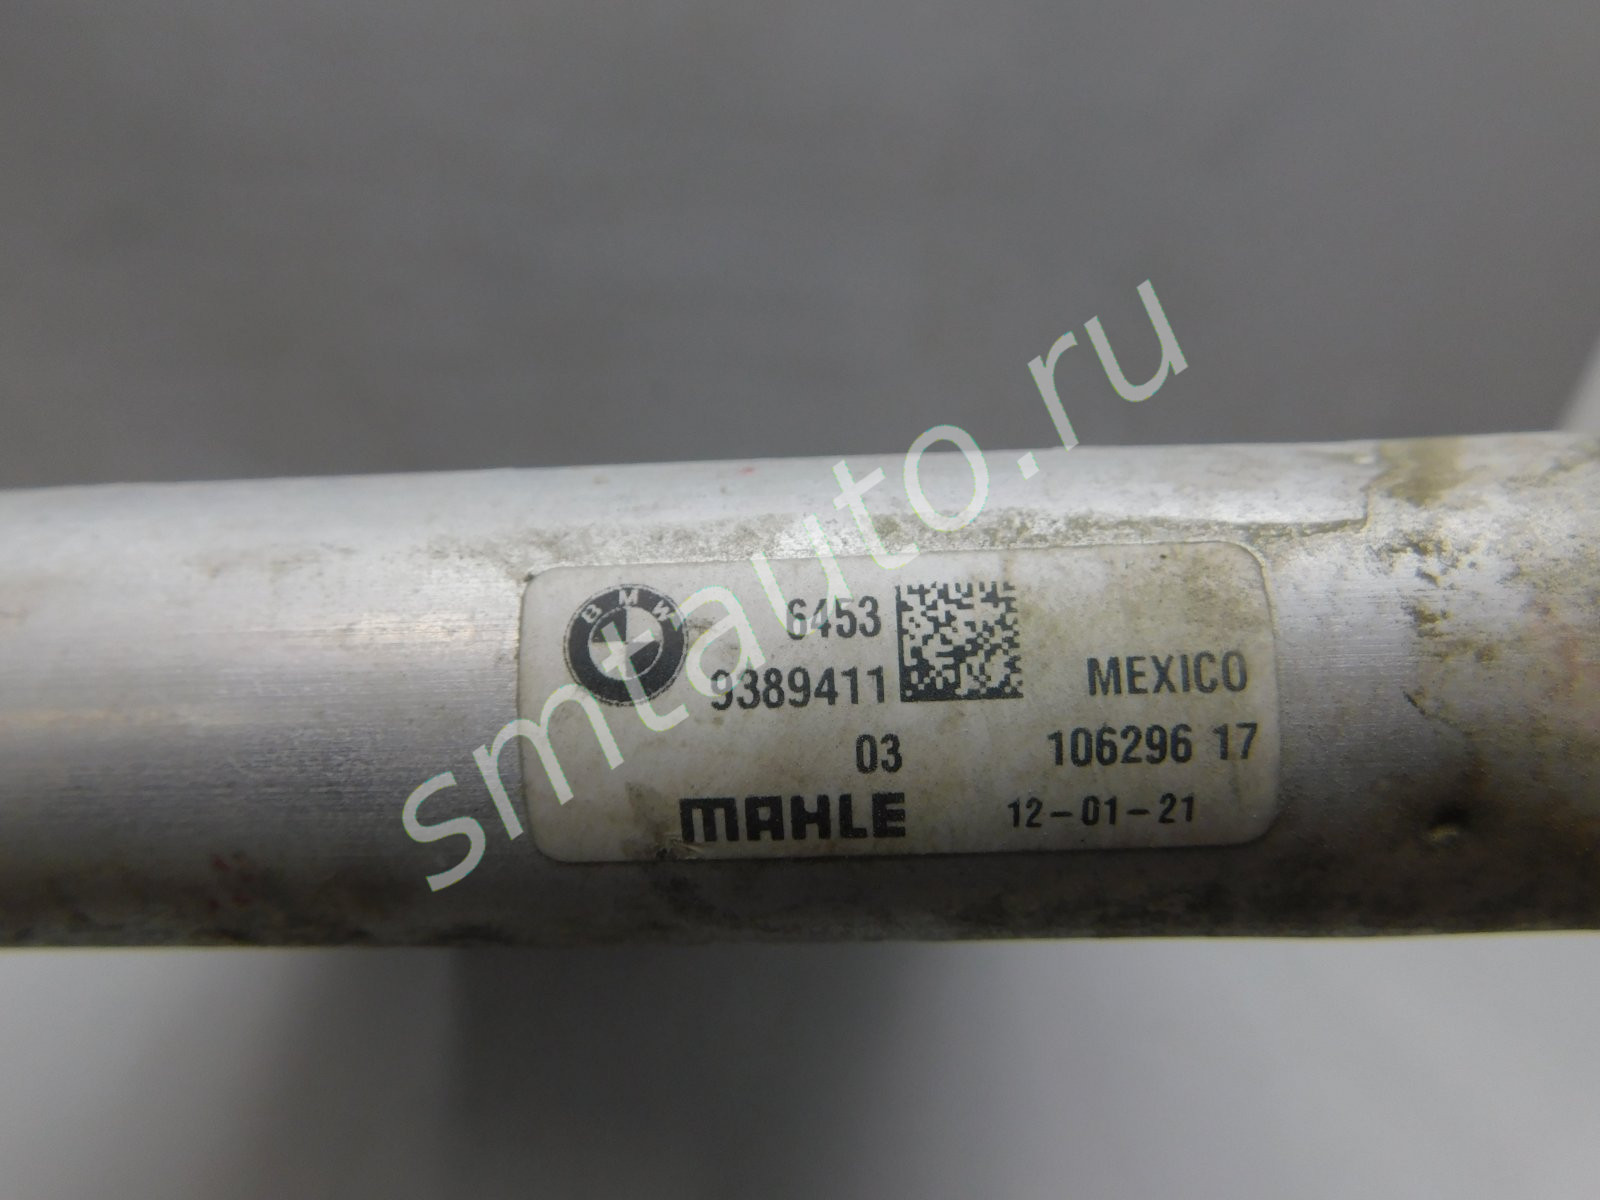 BMW
6453
9389411
MEXICO
03
106296 17
MAHLE
12-01-21
smtauto.ru